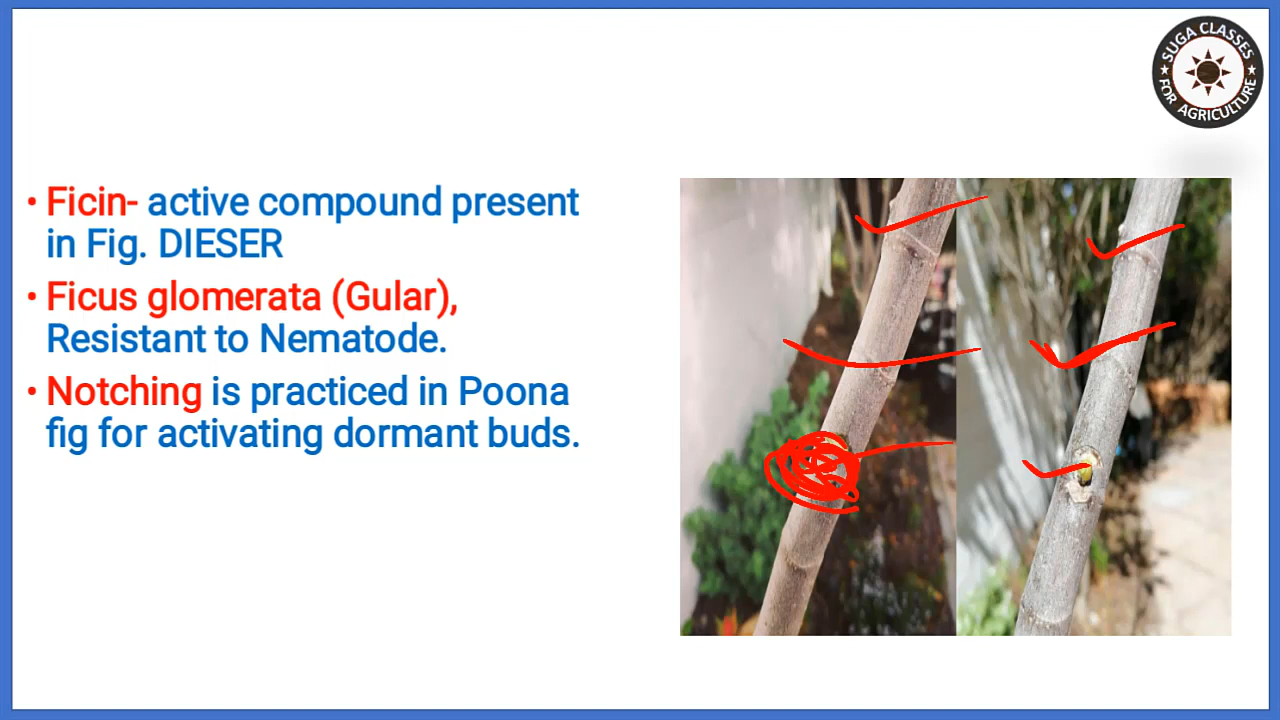 SUGA CLASSES
FOR AGRICULTURE
• Ficin- active compound present
in Fig. DIESER
• Ficus glomerata (Gular),
Resistant to Nematode.
• Notching is practiced in Poona
fig for activating dormant buds.